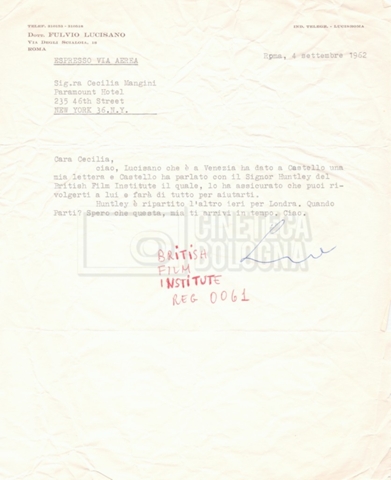 Dott. FULVIO LUCISANO
ROMA
Roma, 4 Settembre 1962
ESPRESSO VIA AEREA
Sig.ra Cecilia Mangini
Paramount Hotel
235 46th Street
NEW YORK 36.N.Y.
Cara Cecilia,
ciao, Lucisano che è a Venezia ha dato a Castello una
mia lettera e Castello ha parlato con il Signor Huntley del
British Film Institute il quale, lo ha assicurato che puoi ri-
volgerti a lui e farà di tutto per aiutarti.
Huntley è ripartito l'altro ieri per Londra. Quando
Parti? Spero che questa, mia ti arrivi in tempo. Ciao.
CINETECA
BOLOGNA
BRITISH
FILM
INSTITUTE
REG 0061